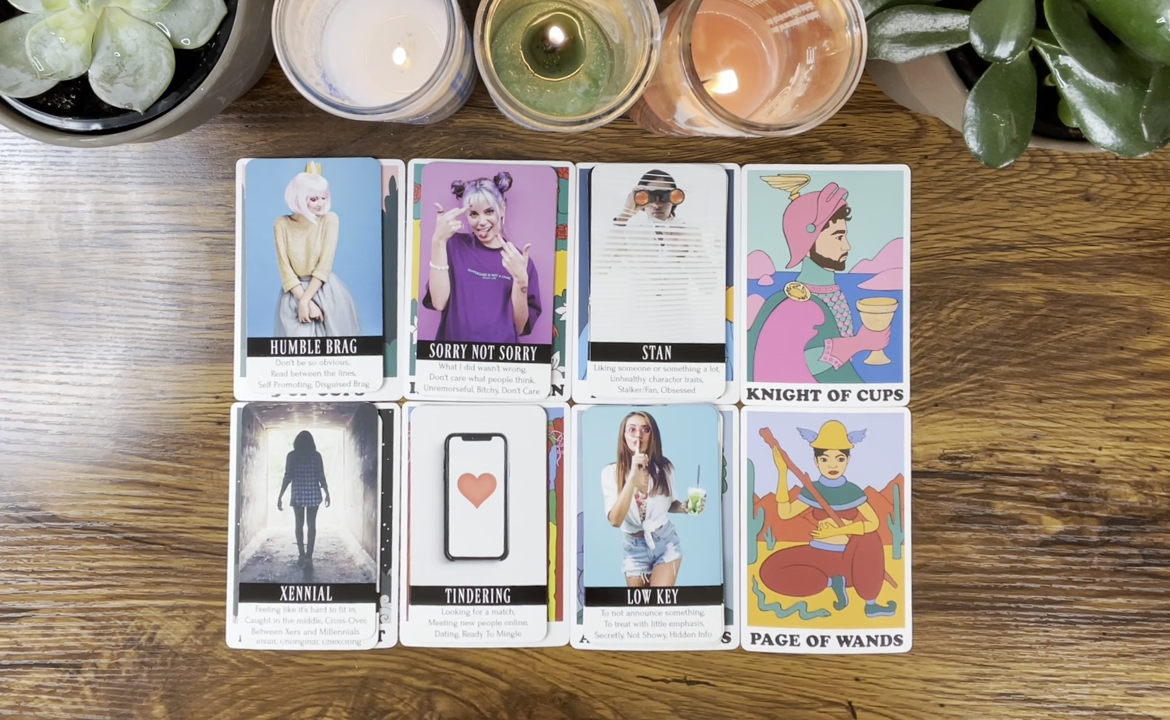 HUMBLE BRAG
Don't be so obvious,
Read between the lines,
Self Promoting, Disguised Brag
SORRY NOT SORRY
What I did wasn't wrong,
Don't care what people think,
Unremorseful, Bitchy, Don't Care
STAN
Liking someone or something a lot,
Unhealthy character traits,
Stalker/Fan, Obsessed
KNIGHT OF CUPS
XENNIAL
Feeling like it's hard to fit in,
Caught in the middle, Cross-Over,
Between Xers and Millennials
TINDERING
Looking for a match,
Meeting new people online,
Dating, Ready To Mingle
LOW KEY
To not announce something,
To treat with little emphasis,
Secretly, Not Showy, Hidden Info
PAGE OF WANDS